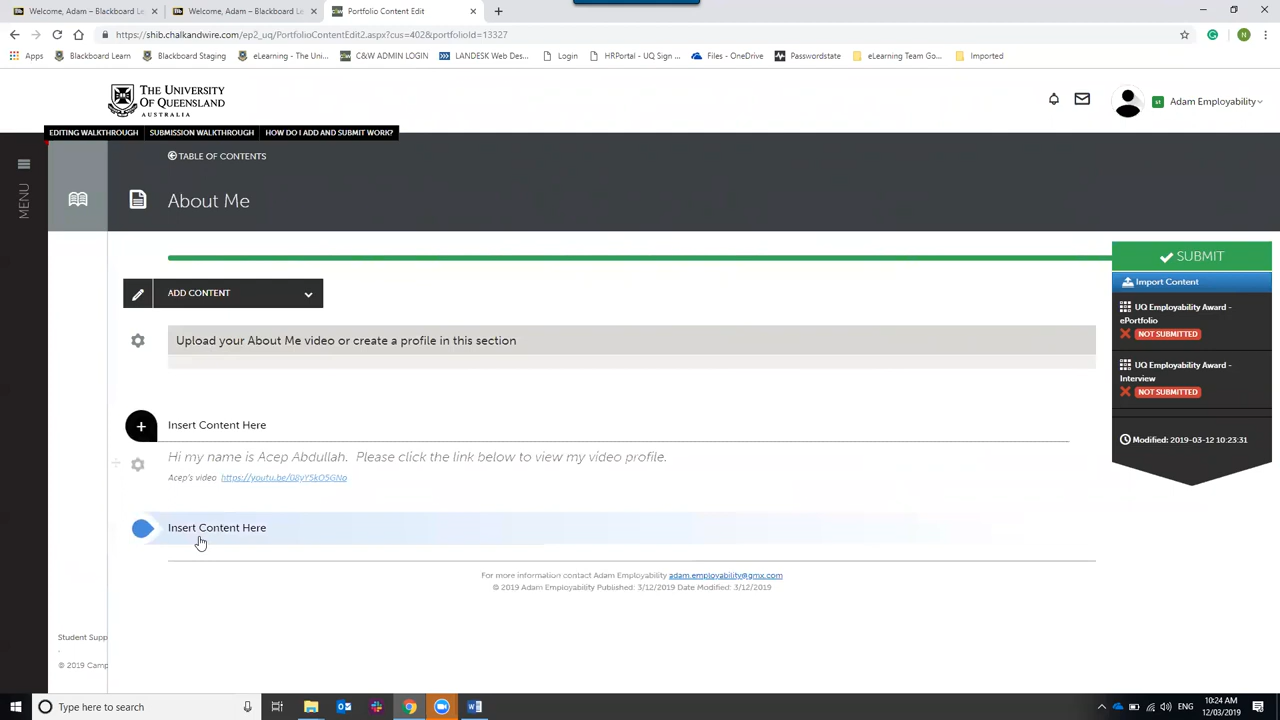 Welcome, Adam – Blackboard Le
Welcome, Adam – Blackboard Le
Portfolio Content Edit
https://shib.chalkandwire.com/ep2_uq/PortfolioContentEdit2.aspx?cus=402&portfolioId=13327
N
Apps
Blackboard Learn
Blackboard Staging
eLearning - The Uni...
C&W ADMIN LOGIN
LANDESK Web Des...
Login
HRPortal - UQ Sign ...
Files - OneDrive
Passwordstate
eLearning Team Go...
Imported
THE UNIVERSITY
OF QUEENSLAND
AUSTRALIA
Adam Employability
EDITING WALKTHROUGH
SUBMISSION WALKTHROUGH
HOW DO I ADD AND SUBMIT WORK?
MENU
TABLE OF CONTENTS
About Me
SUBMIT
Import Content
UQ Employability Award -
ePortfolio
NOT SUBMITTED
UQ Employability Award -
Interview
NOT SUBMITTED
Modified: 2019-03-12 10:23:31
ADD CONTENT
Upload your About Me video or create a profile in this section
Insert Content Here
Hi my name is Acep Abdullah. Please click the link below to view my video profile.
Acep's video
Insert Content Here
For more information contact Adam Employability adam.employability@gmx.com
© 2019 Adam Employability Published: 3/12/2019 Date Modified: 3/12/2019
Student Supp
© 2019 Camp
Type here to search
ENG
10:24 AM
12/03/2019